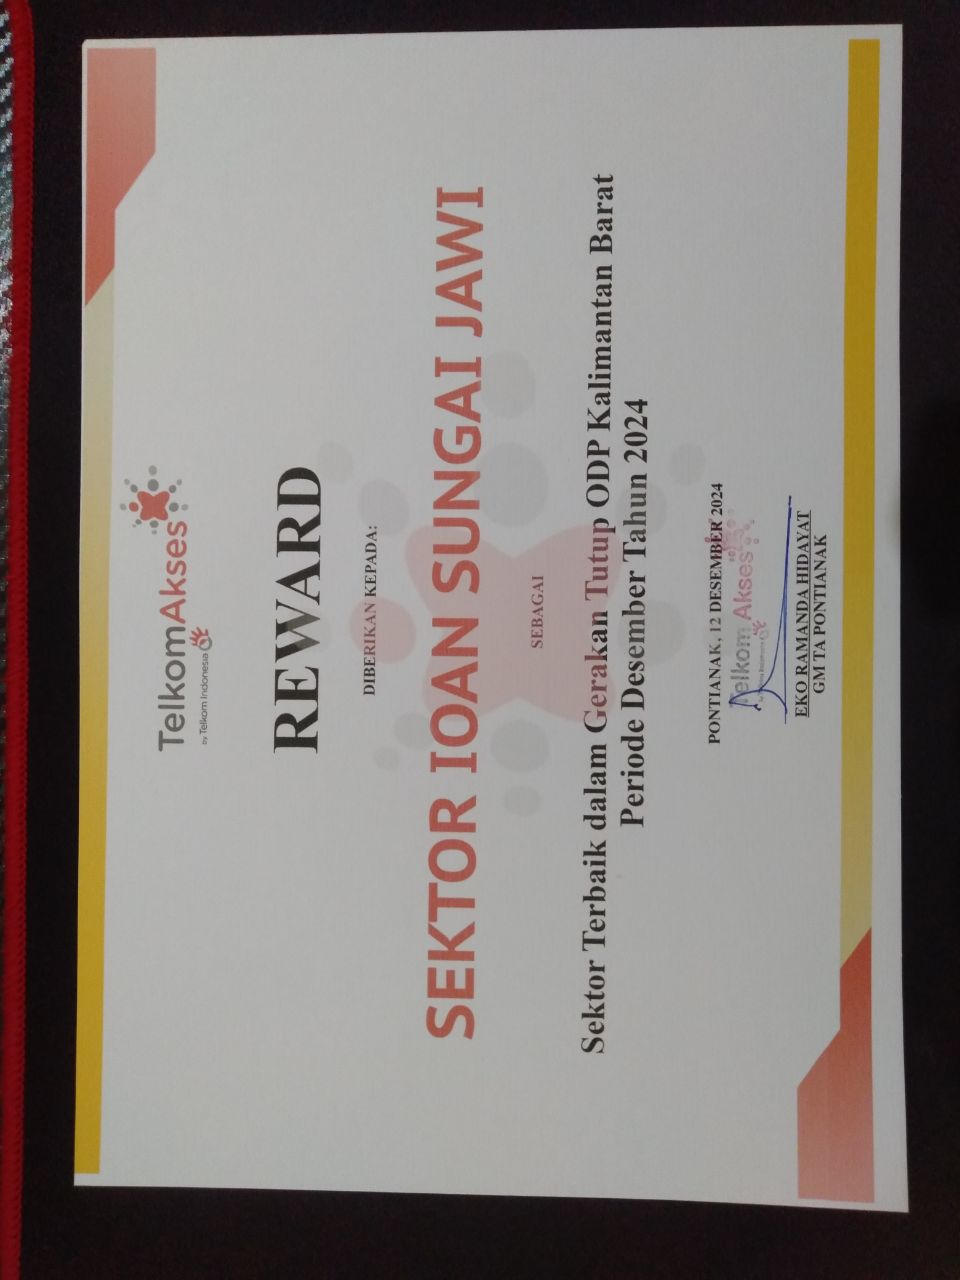 TelkomAkses
by Telkom Indonesia
REWARD
DIBERIKAN KEPADA:
SEKTOR IOAN SUNGAI JAWI
SEBAGAI
Sektor Terbaik dalam Gerakan Tutup ODP Kalimantan Barat
Periode Desember Tahun 2024
PONTIANAK, 12 DESEMBER 2024
Telkom Akses
by Telkom Indonesia
EKO RAMANDA HIDAYAT
GM TA PONTIANAK